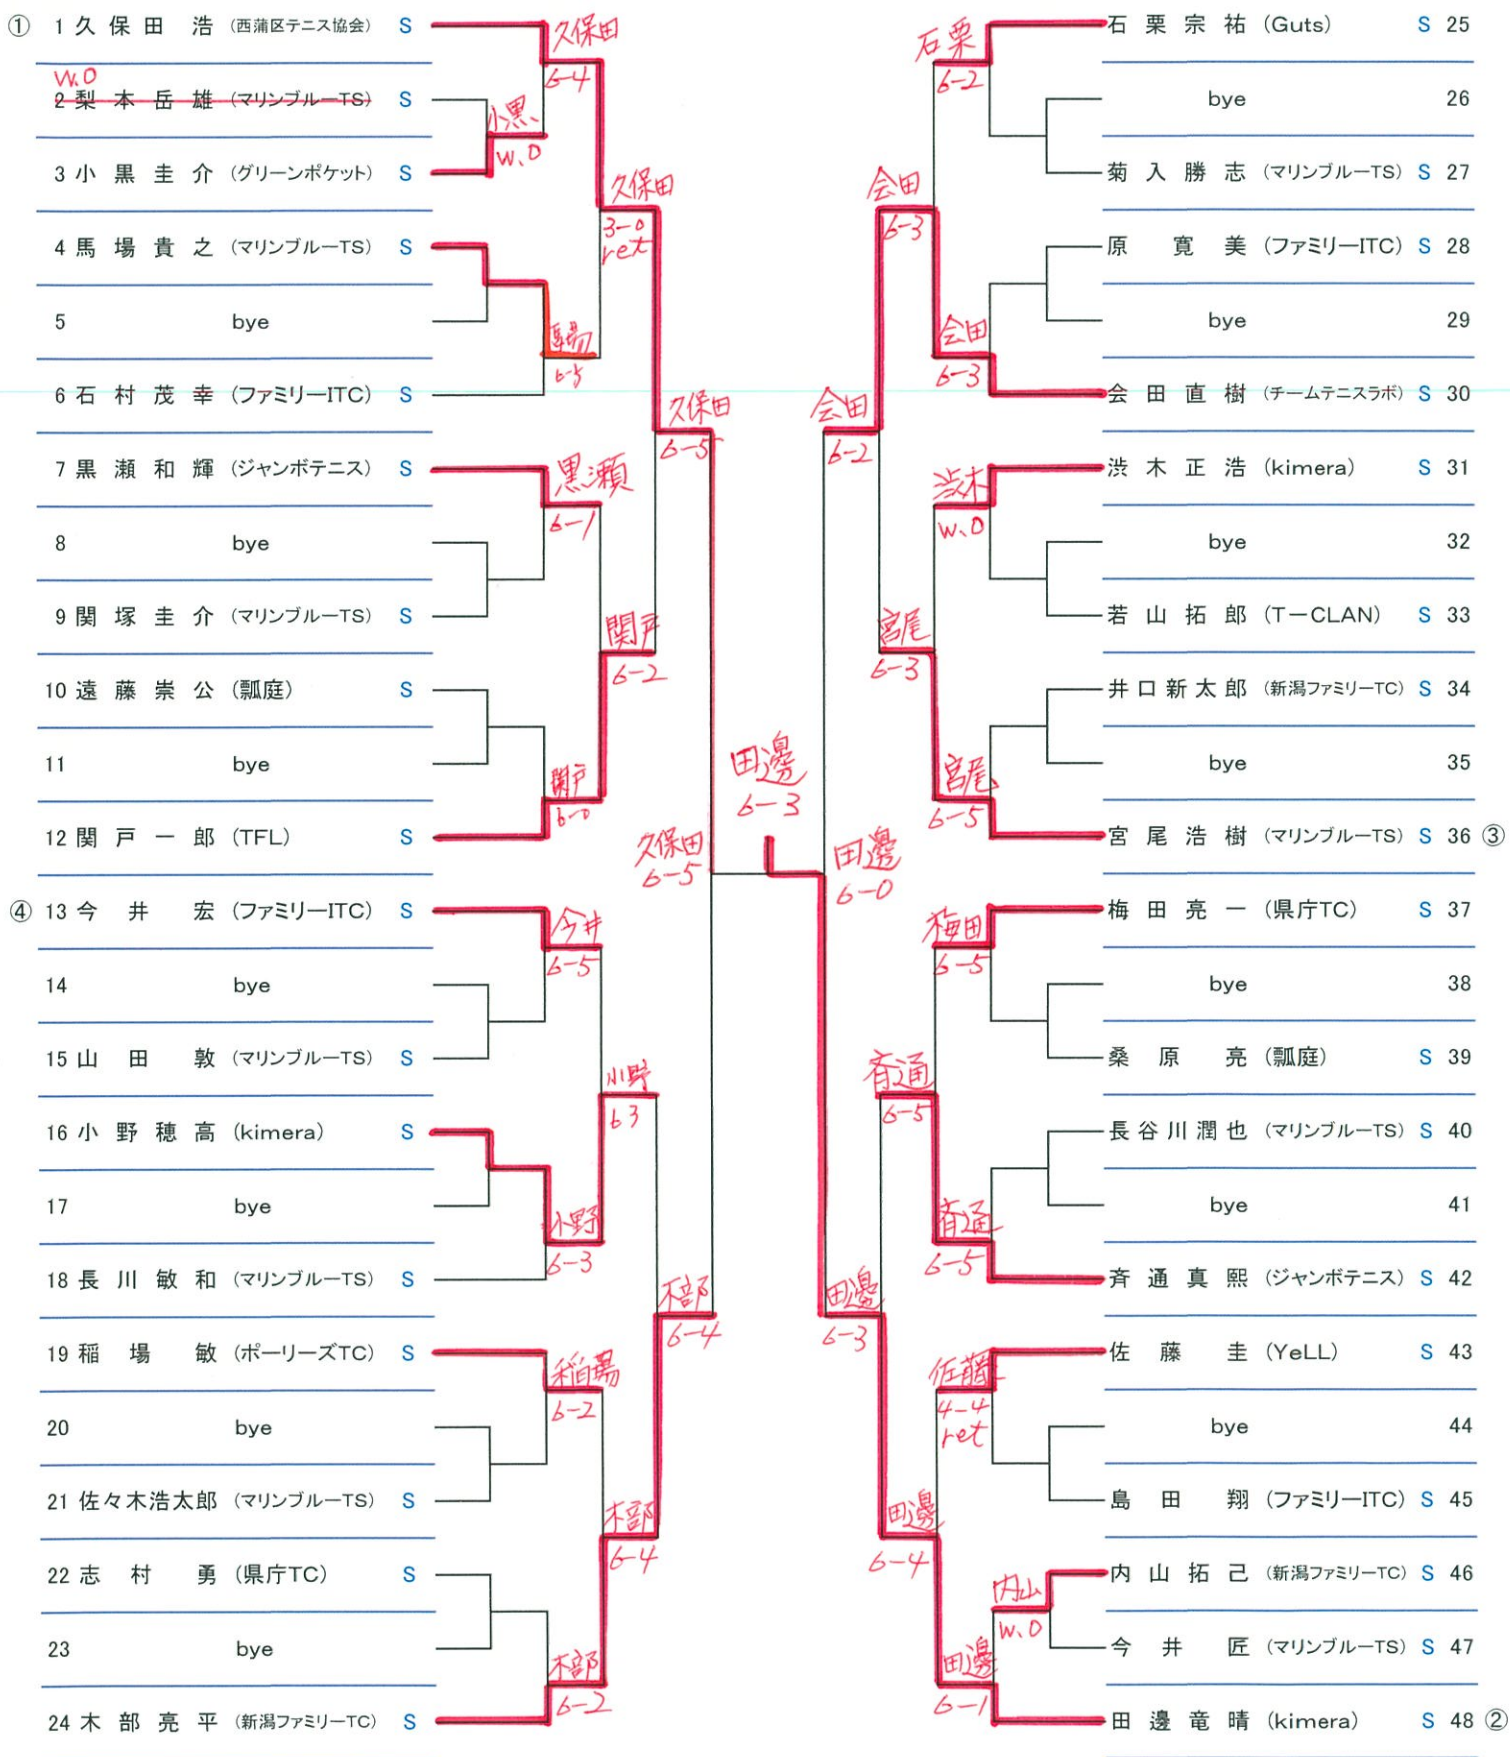 ① 1 久保田 浩 (西蒲区テニス協会) S
W.O
2 梨本岳雄 (マリンブルーTS) S
3 小黒圭介 (グリーンポケット) S
4 馬場貴之 (マリンブルーTS) S
5 bye
6 石村茂幸 (ファミリーITC) S
7 黒瀬和輝 (ジャンボテニス) S
8 bye
9 関塚圭介 (マリンブルーTS) S
10 遠藤崇公 (瓢庭) S
11 bye
12 関戸一郎 (TFL) S
④ 13 今井 宏 (ファミリーITC) S
14 bye
15 山田 敦 (マリンブルーTS) S
16 小野穂高 (kimera) S
17 bye
18 長川敏和 (マリンブルーTS) S
19 稲場 敏 (ポーリーズTC) S
20 bye
21 佐々木浩太郎 (マリンブルーTS) S
22 志村 勇 (県庁TC) S
23 bye
24 木部亮平 (新潟ファミリーTC) S
小黒
W.O
久保田
6-4
馬場
6-5
黒瀬
6-1
関戸
6-0
今井
6-5
小野
6-3
稲場
6-2
木部
6-2
久保田
3-0
ret
関戸
6-2
小野
63
木部
6-4
久保田
6-5
木部
6-4
久保田
6-5
田邊
6-3
田邊
6-0
会田
6-2
田邊
6-3
会田
6-3
宮尾
6-3
斉通
6-5
田邊
6-4
石栗
6-2
会田
6-3
渋木
W.O
宮尾
6-5
梅田
6-5
斉通
6-5
佐藤
4-4
ret
内山
W.O
田邊
6-1
石栗宗祐 (Guts) S 25
bye 26
菊入勝志 (マリンブルーTS) S 27
原 寛美 (ファミリーITC) S 28
bye 29
会田直樹 (チームテニスラボ) S 30
渋木正浩 (kimera) S 31
bye 32
若山拓郎 (T-CLAN) S 33
井口新太郎 (新潟ファミリーTC) S 34
bye 35
宮尾浩樹 (マリンブルーTS) S 36 ③
梅田亮一 (県庁TC) S 37
bye 38
桑原 亮 (瓢庭) S 39
長谷川潤也 (マリンブルーTS) S 40
bye 41
斉通真熙 (ジャンボテニス) S 42
佐藤 圭 (YeLL) S 43
bye 44
島田 翔 (ファミリーITC) S 45
内山拓己 (新潟ファミリーTC) S 46
今井 匠 (マリンブルーTS) S 47
田邊竜晴 (kimera) S 48 ②